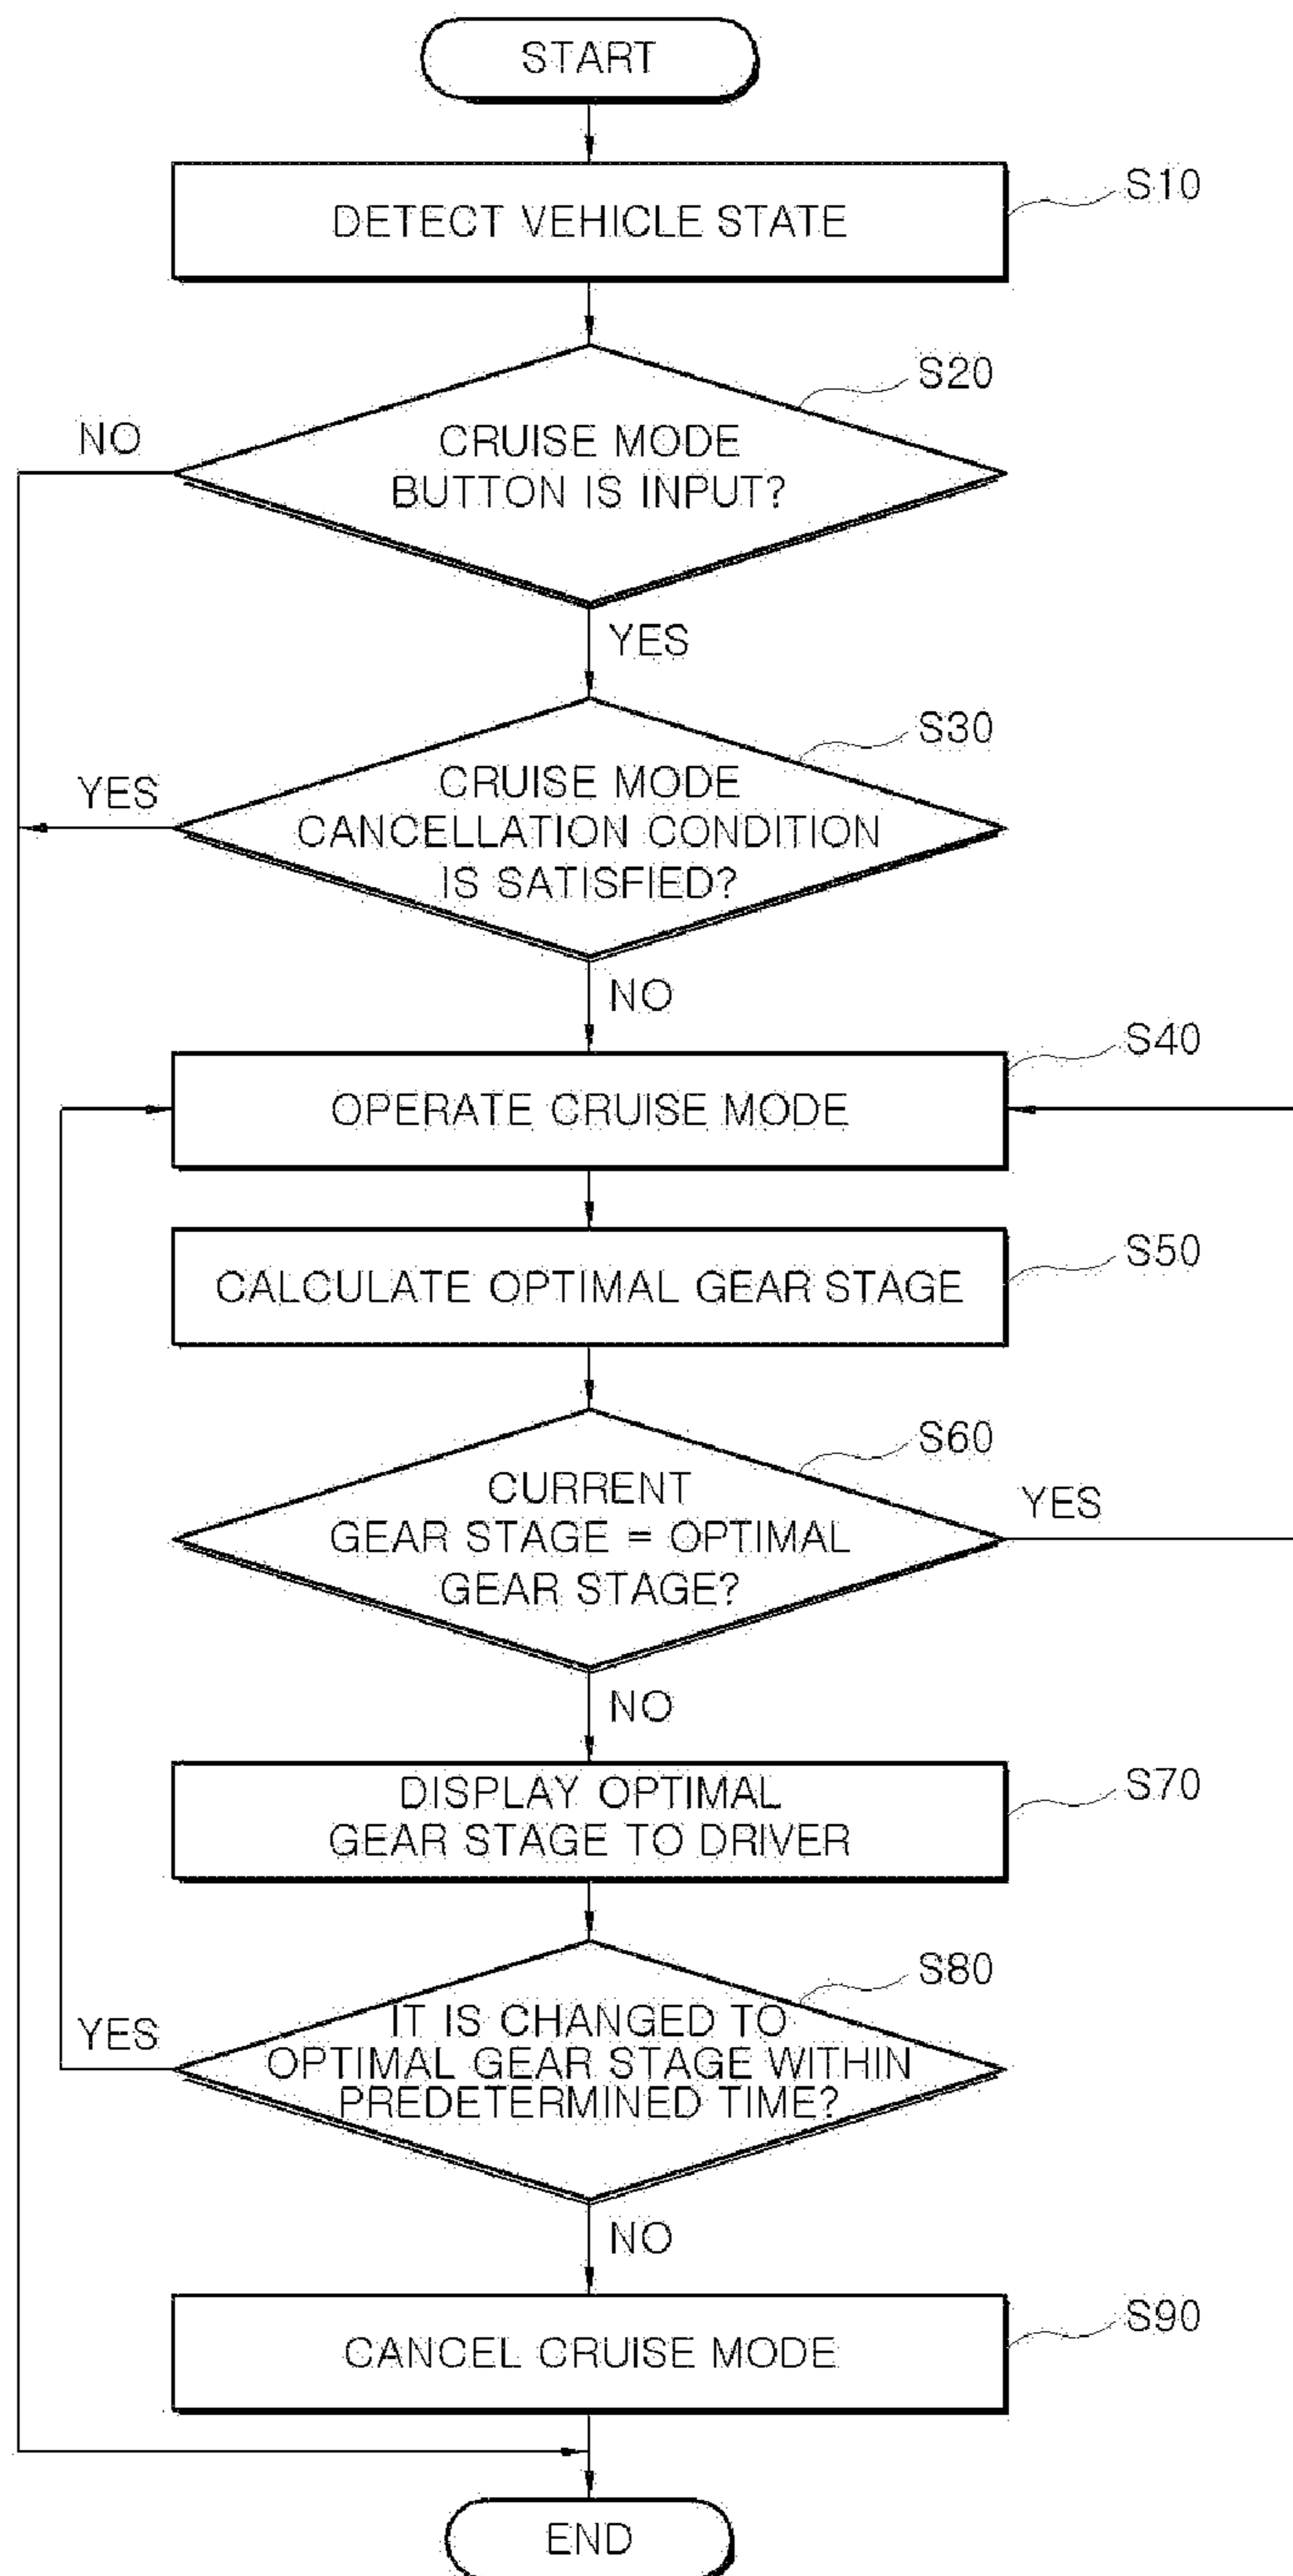 START
DETECT VEHICLE STATE
S10
S20
NO
CRUISE MODE
BUTTON IS INPUT?
YES
S30
YES
CRUISE MODE
CANCELLATION CONDITION
IS SATISFIED?
NO
S40
OPERATE CRUISE MODE
S50
CALCULATE OPTIMAL GEAR STAGE
S60
CURRENT
GEAR STAGE = OPTIMAL
GEAR STAGE?
YES
NO
S70
DISPLAY OPTIMAL
GEAR STAGE TO DRIVER
S80
YES
IT IS CHANGED TO
OPTIMAL GEAR STAGE WITHIN
PREDETERMINED TIME?
NO
S90
CANCEL CRUISE MODE
END